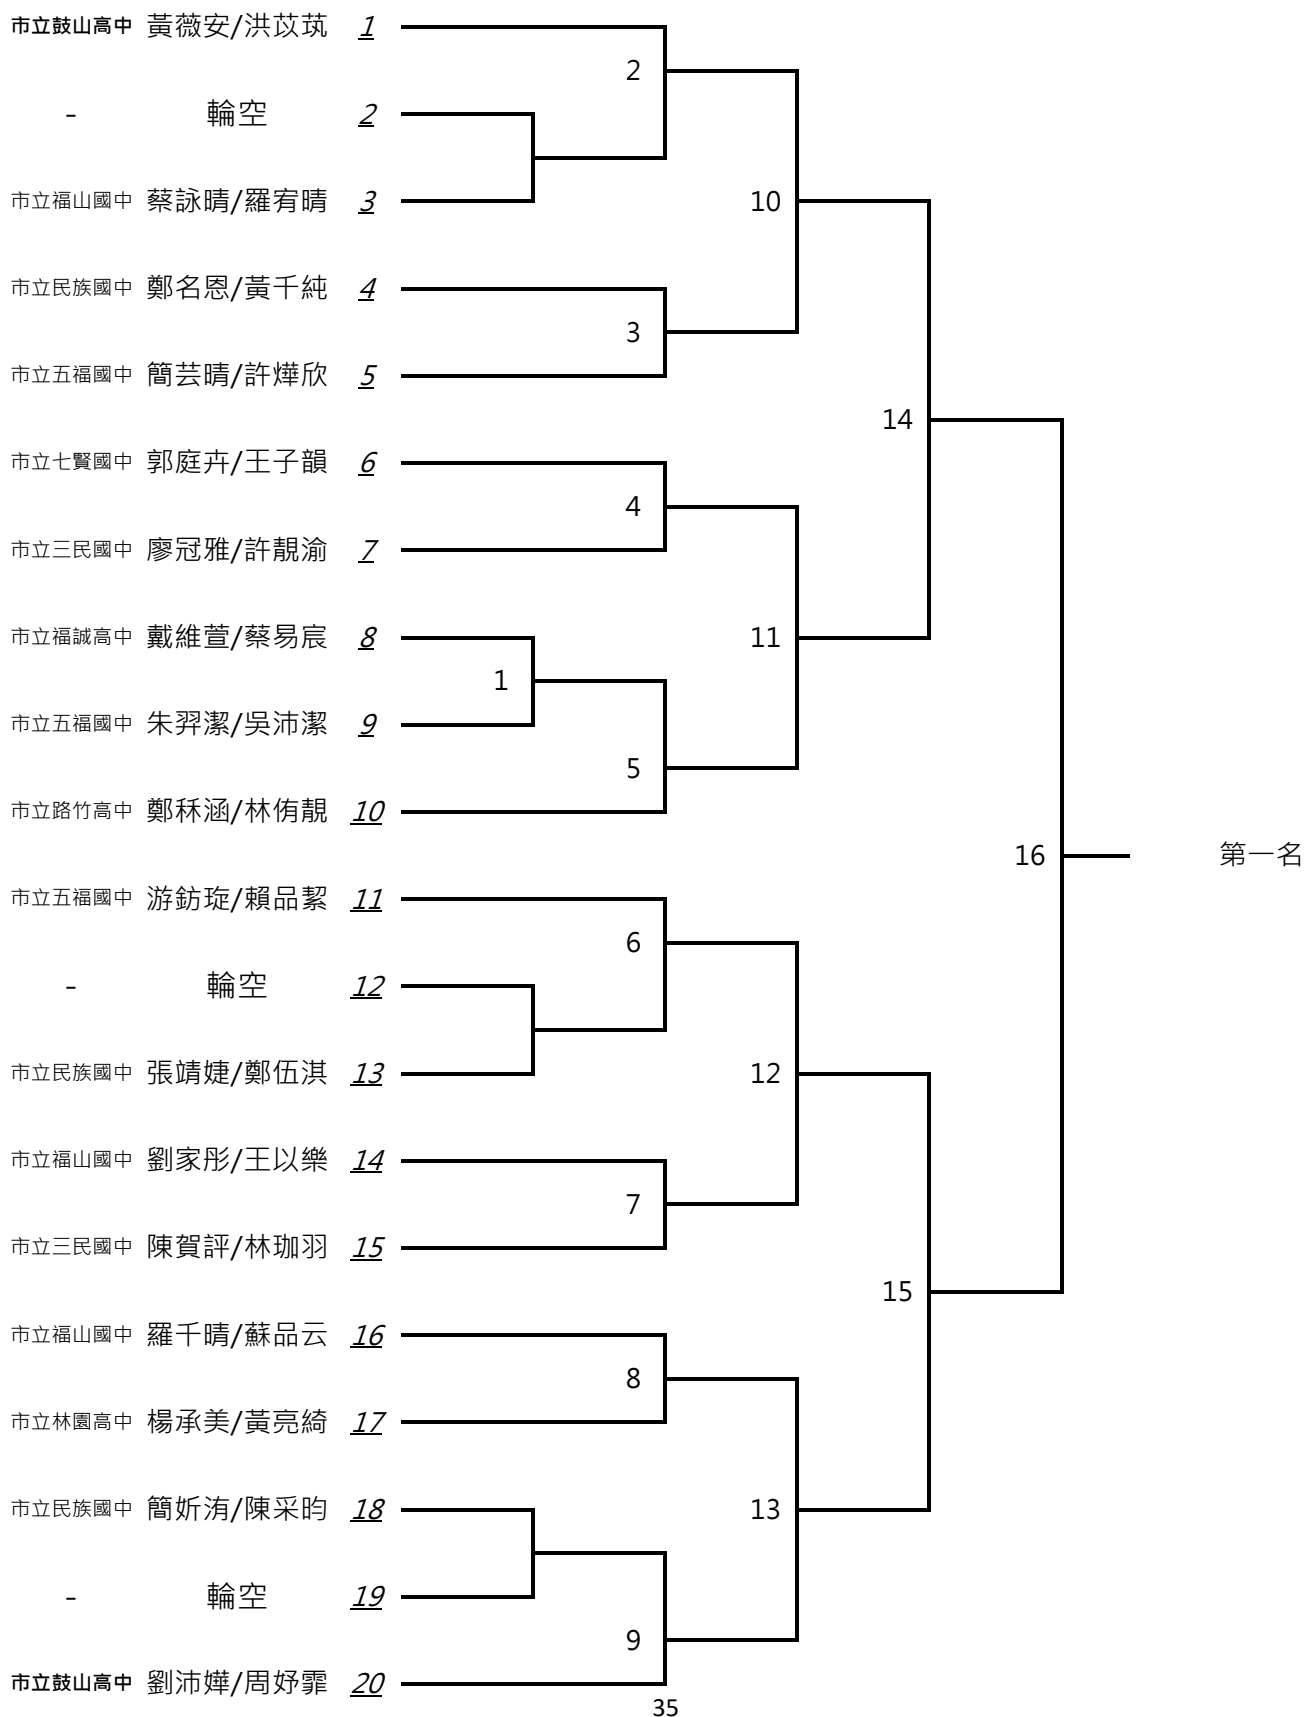 市立鼓山高中 黃薇安/洪苡茿 1
2
- 輪空 2
市立福山國中 蔡詠晴/羅宥晴 3
10
市立民族國中 鄭名恩/黃千純 4
3
市立五福國中 簡芸晴/許燁欣 5
14
市立七賢國中 郭庭卉/王子韻 6
4
市立三民國中 廖冠雅/許靚渝 7
市立福誠高中 戴維萱/蔡易宸 8
11
1
市立五福國中 朱羿潔/吳沛潔 9
5
市立路竹高中 鄭秝涵/林侑靚 10
16 第一名
市立五福國中 游鈁琁/賴品絜 11
6
- 輪空 12
市立民族國中 張靖婕/鄭伍淇 13
12
市立福山國中 劉家彤/王以樂 14
7
市立三民國中 陳賀評/林珈羽 15
15
市立福山國中 羅千晴/蘇品云 16
8
市立林園高中 楊承美/黃亮綺 17
市立民族國中 簡妡洧/陳采昀 18
13
- 輪空 19
9
市立鼓山高中 劉沛嬅/周妤霏 20
35